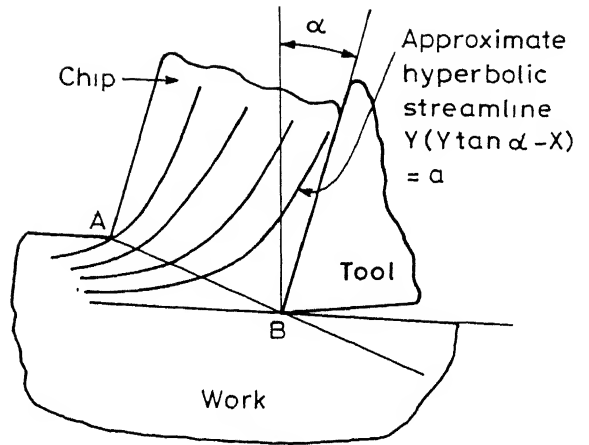 α
Approximate
hyperbolic
streamline
Y(Y tan α - X)
= a
Chip
A
Tool
B
Work